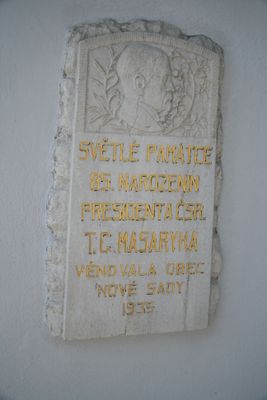 SVĚTLÉ PAMÁTCE
85. NAROZENIN
PRESIDENTA ČSR.
T.G. MASARYKA
VĚNOVALA OBEC
NOVÉ SADY
1935